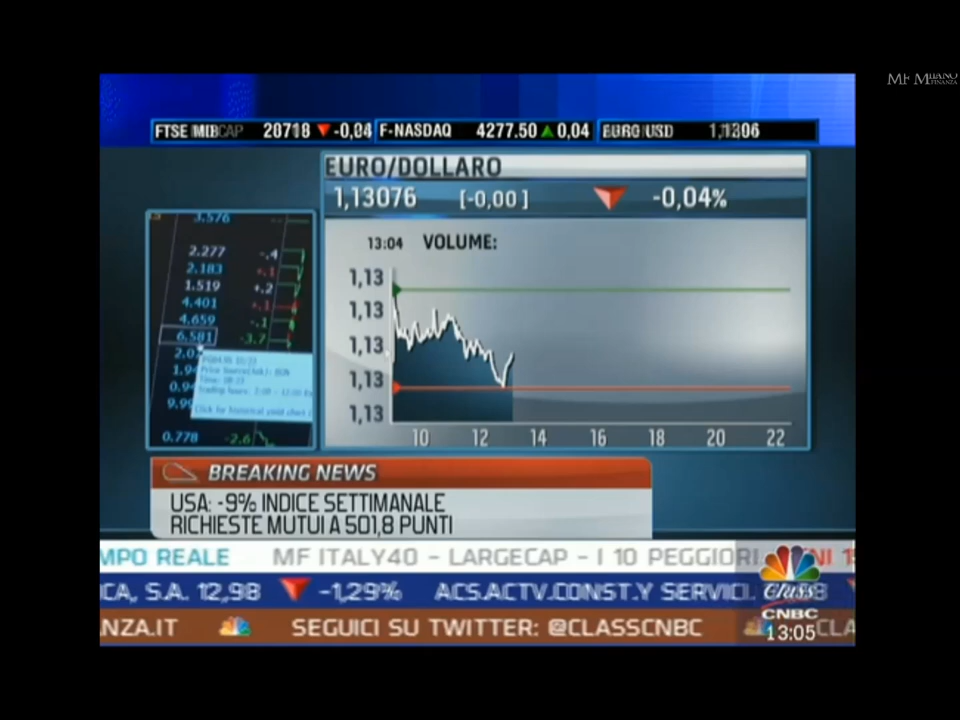 MF MILANO FINANZA
FTSE MIB 20718 ▼ -0,84 F-NASDAQ 4277.50 ▲ 0,04 EURO/USD 1,1306
EURO/DOLLARO
1,13076 [-0,00 ] ▼ -0,04%
13:04 VOLUME:
1,13
1,13
1,13
1,13
1,13
10 12 14 16 18 20 22
3.576
2.277 -.4
2.183 +.1
1.519 +.2
4.401 +.1
4.659 -.1
6.581 -3.7
0.778 -2.6
BREAKING NEWS
USA: -9% INDICE SETTIMANALE
RICHIESTE MUTUI A 501,8 PUNTI
MPO REALE MF ITALY40 - LARGECAP - I 10 PEGGIORI
CA, S.A. 12,98 ▼ -1,29% ACS.ACTV.CONST.Y SERVICI.
NZA.IT SEGUICI SU TWITTER: @CLASSCNBC CLA
Class
CNBC
13:05